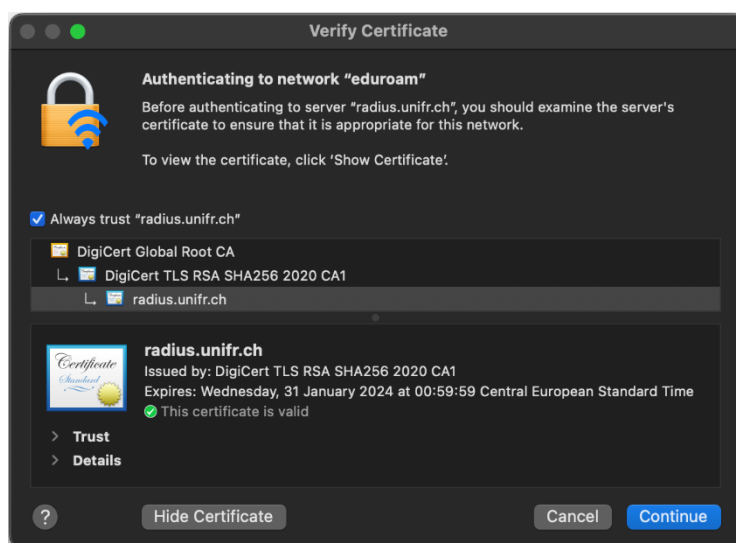 Verify Certificate
Authenticating to network “eduroam”
Before authenticating to server “radius.unifr.ch”, you should examine the server's
certificate to ensure that it is appropriate for this network.
To view the certificate, click ‘Show Certificate’.
Always trust “radius.unifr.ch”
DigiCert Global Root CA
DigiCert TLS RSA SHA256 2020 CA1
radius.unifr.ch
Certificate
Standard
radius.unifr.ch
Issued by: DigiCert TLS RSA SHA256 2020 CA1
Expires: Wednesday, 31 January 2024 at 00:59:59 Central European Standard Time
This certificate is valid
Trust
Details
?
Hide Certificate
Cancel
Continue